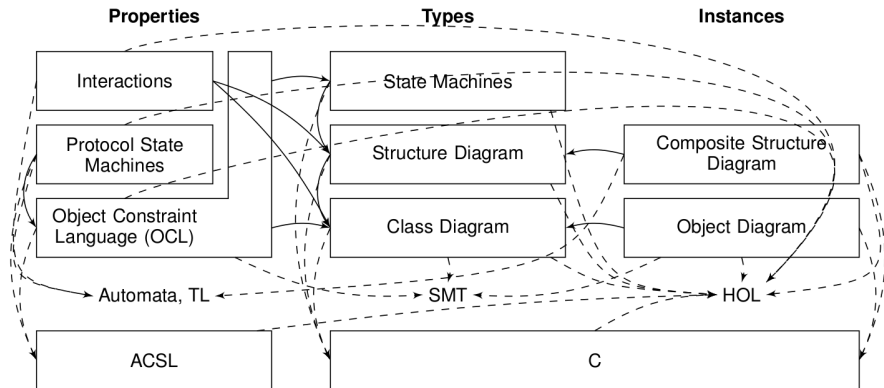 Properties Types Instances
Interactions State Machines
Protocol State
Machines
Structure Diagram
Composite Structure
Diagram
Object Constraint
Language (OCL)
Class Diagram
Object Diagram
Automata, TL SMT HOL
ACSL C